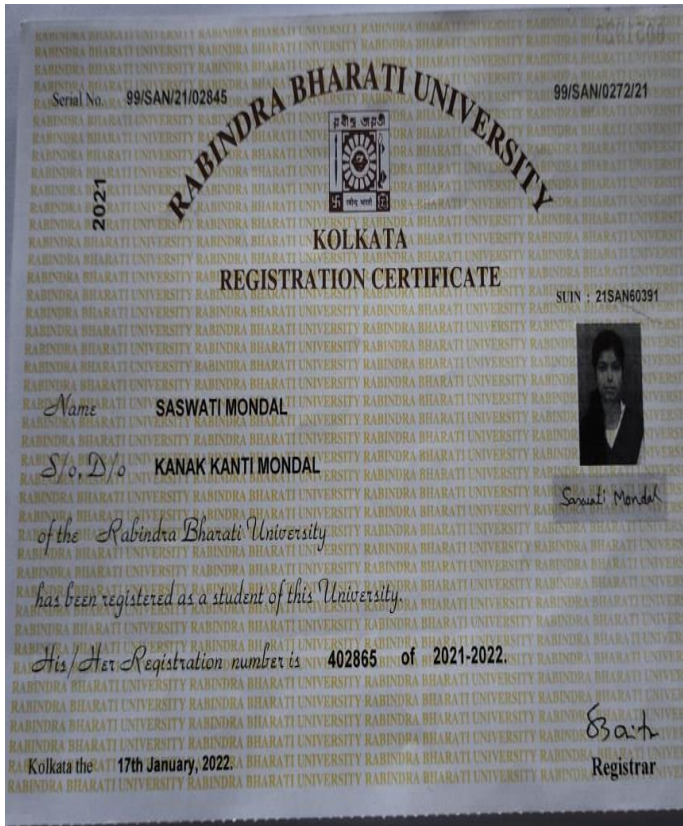 Serial No. 99/SAN/21/02845
99/SAN/0272/21
2021
RABINDRA BHARATI UNIVERSITY
KOLKATA
REGISTRATION CERTIFICATE
SUIN : 21SAN60391
Name SASWATI MONDAL
S/o, D/o KANAK KANTI MONDAL
Saswati Mondal
of the Rabindra Bharati University
has been registered as a student of this University.
His/Her Registration number is 402865 of 2021-2022.
Kolkata the 17th January, 2022.
Registrar